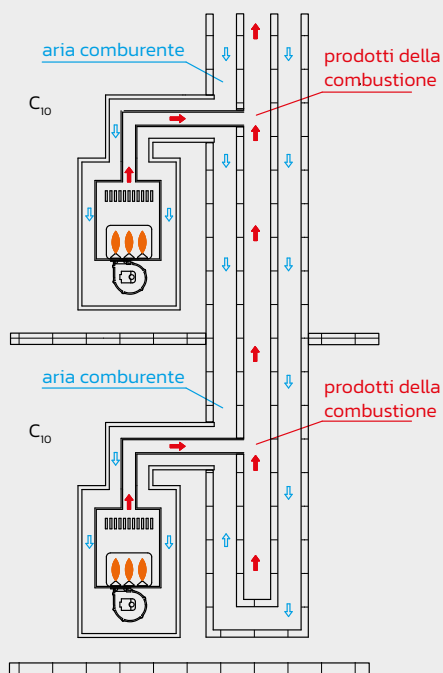 aria comburente
prodotti della
combustione
C₁₀
aria comburente
prodotti della
combustione
C₁₀